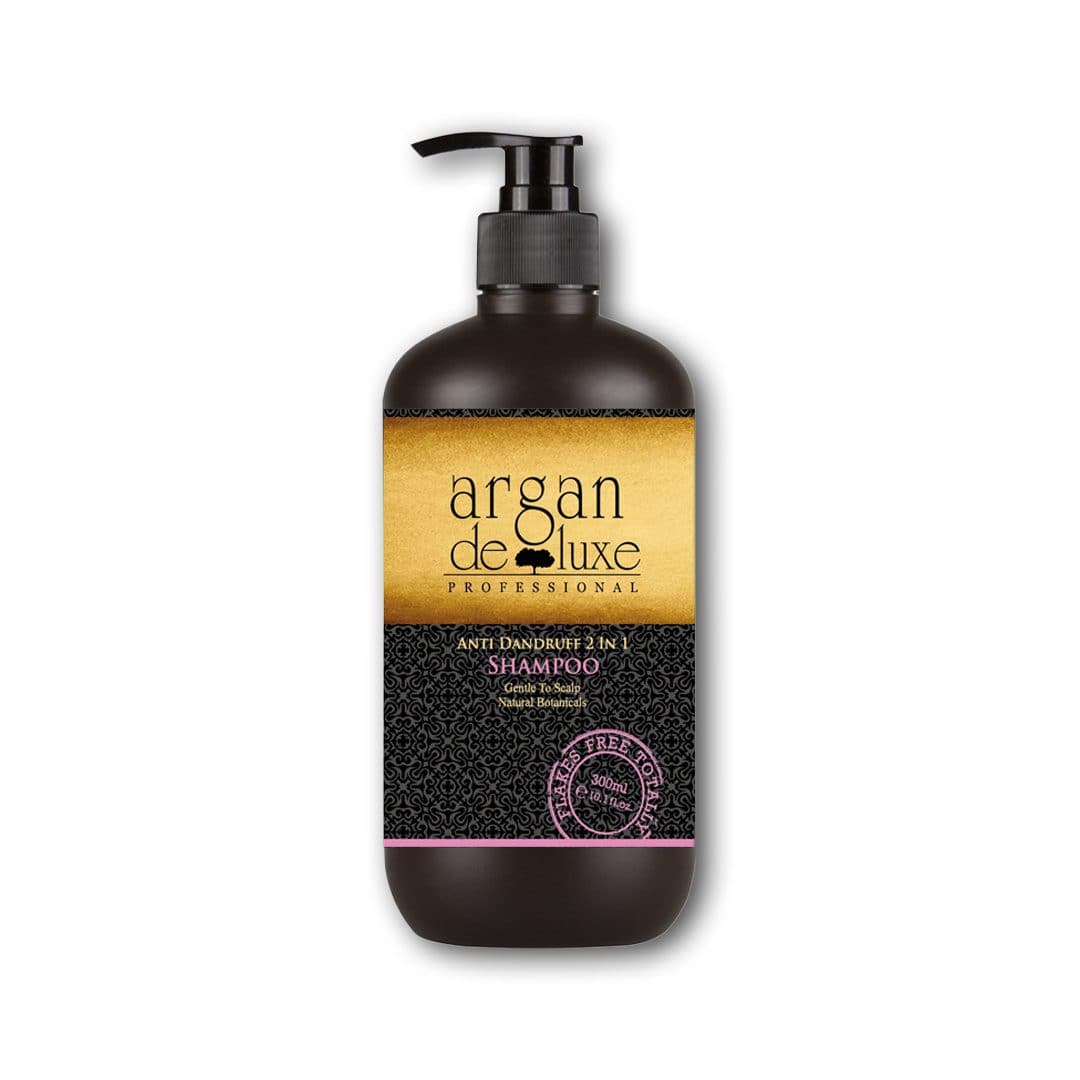 argan
de luxe
PROFESSIONAL
ANTI DANDRUFF 2 IN 1
SHAMPOO
Gentle To Scalp
Natural Botanicals
FLAKES FREE TOTALLY
300ml
℮ 10.1fl.oz